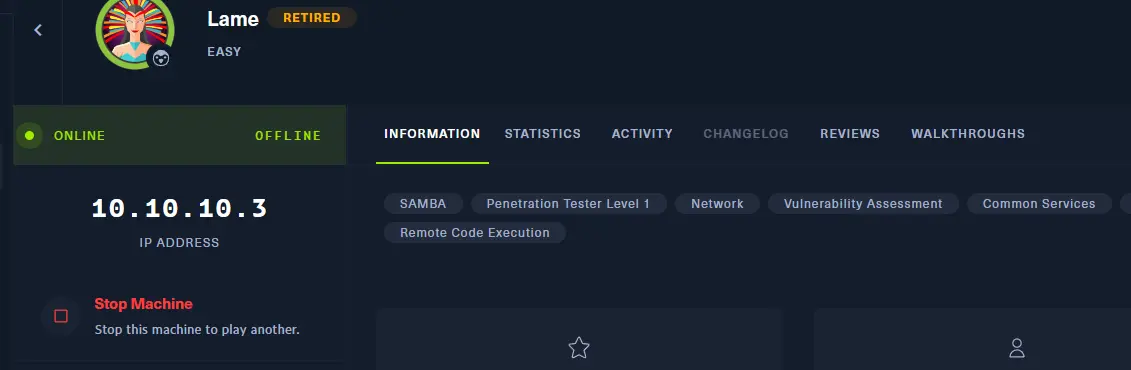 Lame RETIRED
EASY
ONLINE OFFLINE
INFORMATION STATISTICS ACTIVITY CHANGELOG REVIEWS WALKTHROUGHS
10.10.10.3
IP ADDRESS
SAMBA Penetration Tester Level 1 Network Vulnerability Assessment Common Services
Remote Code Execution
Stop Machine
Stop this machine to play another.